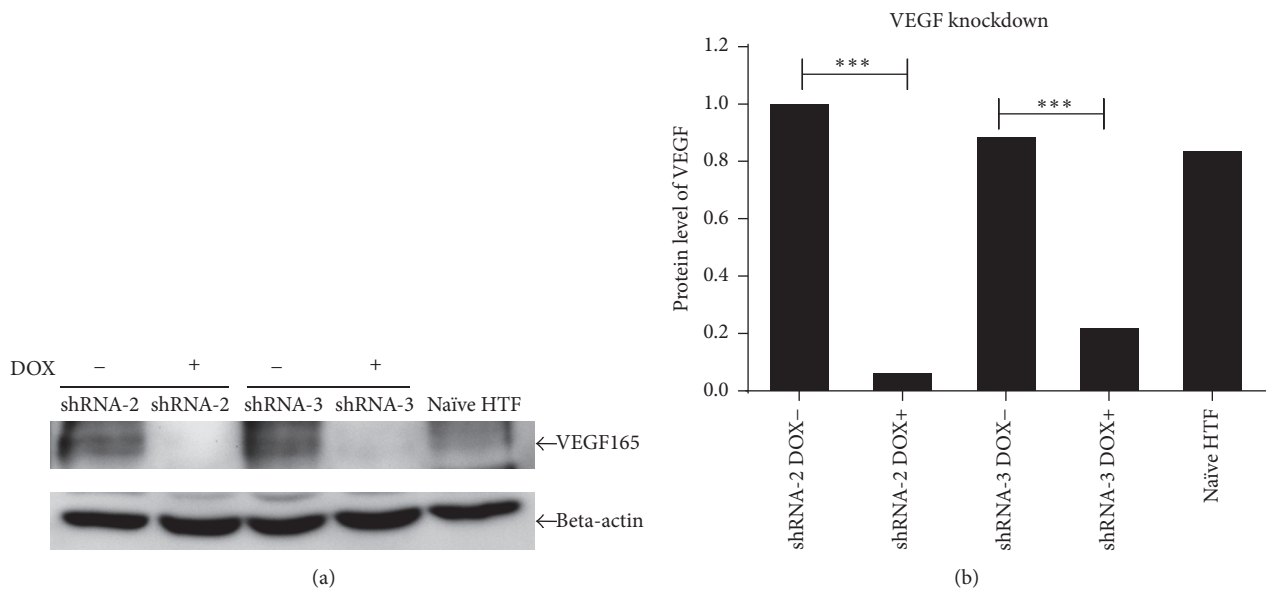 DOX – + – +
shRNA-2 shRNA-2 shRNA-3 shRNA-3 Naïve HTF
←VEGF165
←Beta-actin
(a)
VEGF knockdown
Protein level of VEGF
1.2
1.0
0.8
0.6
0.4
0.2
0.0
***
***
shRNA-2 DOX–
shRNA-2 DOX+
shRNA-3 DOX–
shRNA-3 DOX+
Naïve HTF
(b)